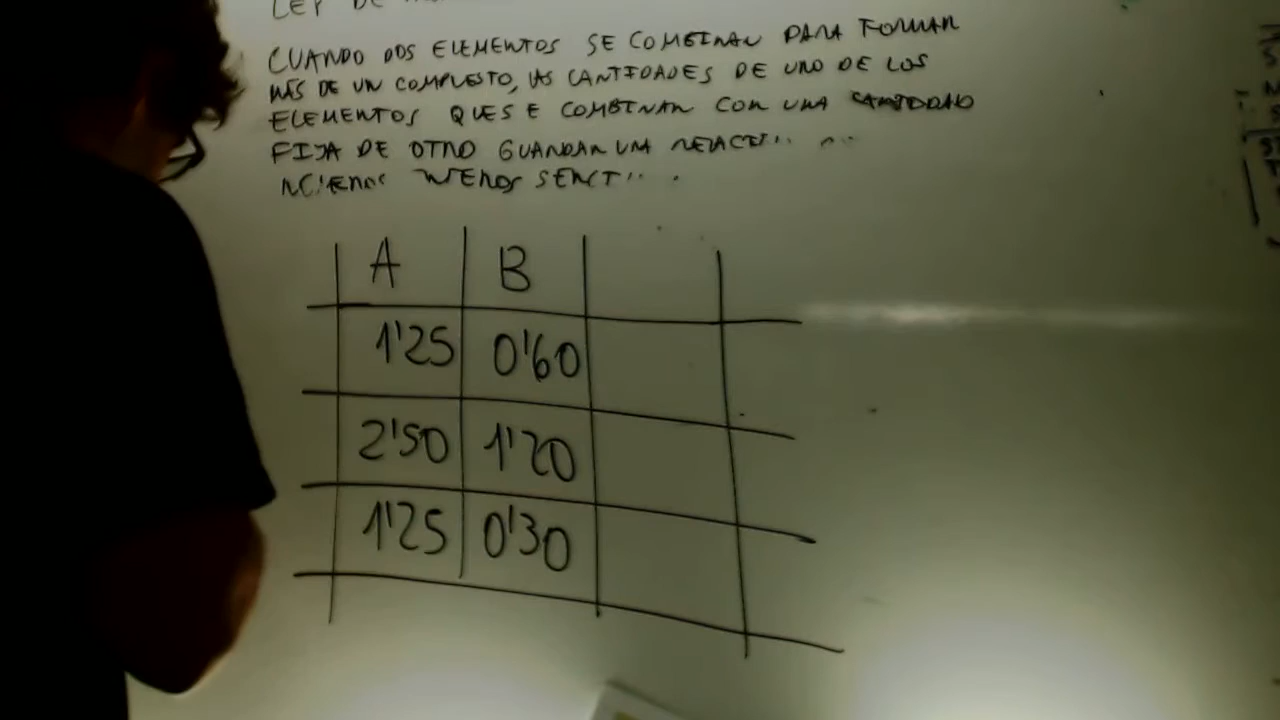 LEY DE
CUANDO DOS ELEMENTOS SE COMBINAN PARA FORMAR
MÁS DE UN COMPUESTO, LAS CANTIDADES DE UNO DE LOS
ELEMENTOS QUE SE COMBINAN CON UNA CANTIDAD
FIJA DE OTRO GUARDAN UNA
A B
1'25 0'60
2'50 1'20
1'25 0'30